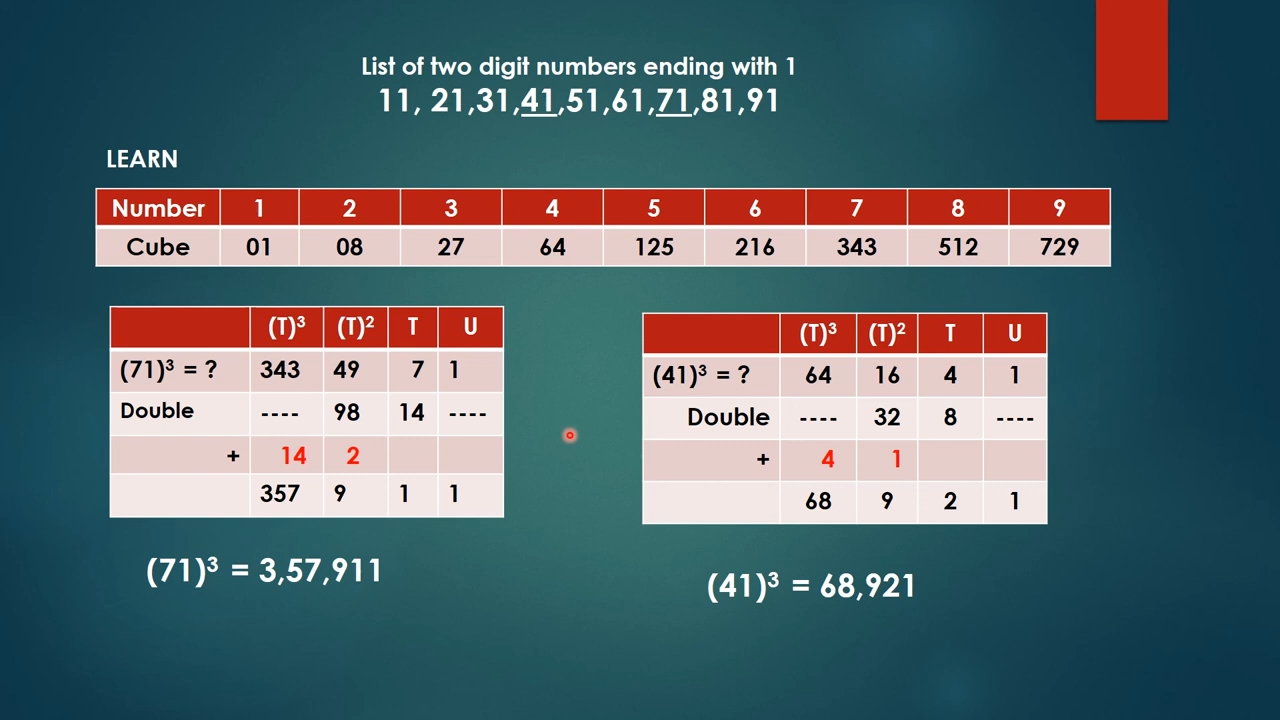 List of two digit numbers ending with 1
11, 21,31,41,51,61,71,81,91
LEARN
Number 1 2 3 4 5 6 7 8 9
Cube 01 08 27 64 125 216 343 512 729
(T)³ (T)² T U
(71)³ = ? 343 49 7 1
Double ---- 98 14 ----
+ 14 2
357 9 1 1
(71)³ = 3,57,911
(T)³ (T)² T U
(41)³ = ? 64 16 4 1
Double ---- 32 8 ----
+ 4 1
68 9 2 1
(41)³ = 68,921